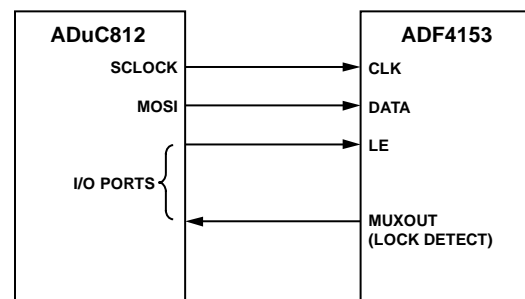 ADuC812
ADF4153
SCLOCK
CLK
MOSI
DATA
LE
I/O PORTS
MUXOUT
(LOCK DETECT)